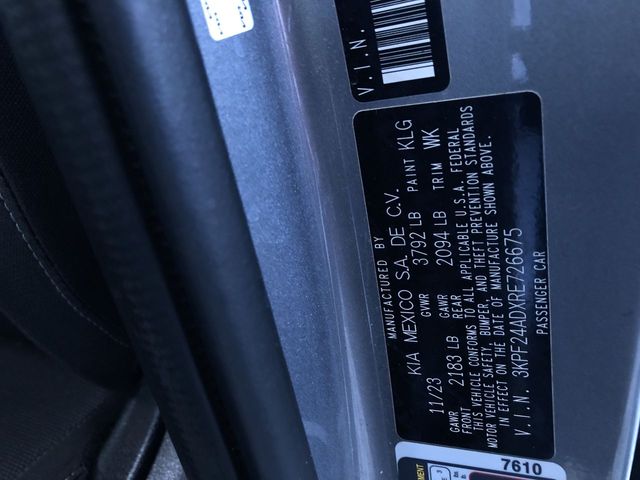 V.I.N.
MANUFACTURED BY
KIA MEXICO S.A. DE C.V.
11/23 GVWR 3792 LB PAINT KLG
GAWR FRONT 2183 LB GAWR REAR 2094 LB TRIM WK
THIS VEHICLE CONFORMS TO ALL APPLICABLE U.S.A. FEDERAL
MOTOR VEHICLE SAFETY, BUMPER, AND THEFT PREVENTION STANDARDS
IN EFFECT ON THE DATE OF MANUFACTURE SHOWN ABOVE.
V.I.N. 3KPF24ADXRE726675
PASSENGER CAR
7610